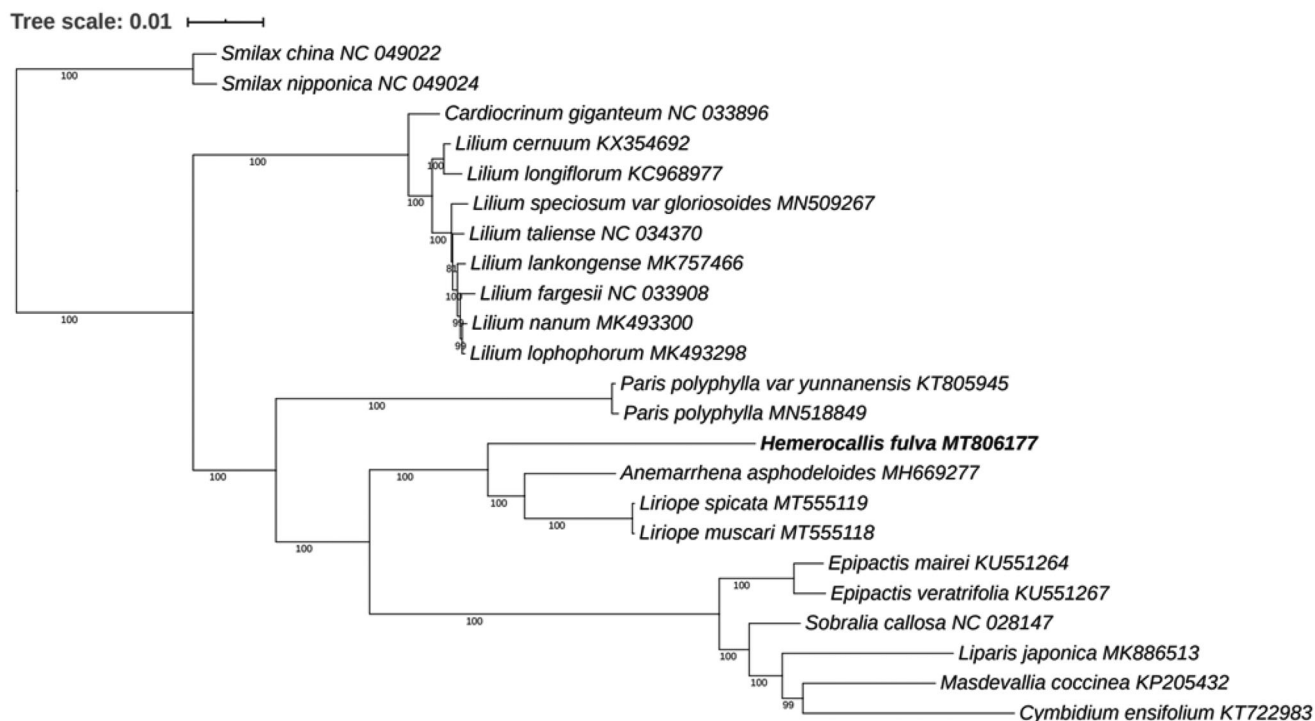 Tree scale: 0.01
Smilax china NC 049022
100
Smilax nipponica NC 049024
Cardiocrinum giganteum NC 033896
Lilium cernuum KX354692
100
100
Lilium longiflorum KC968977
100
Lilium speciosum var gloriosoides MN509267
Lilium taliense NC 034370
100
Lilium lankongense MK757466
81
Lilium fargesii NC 033908
100
100
Lilium nanum MK493300
99
99
Lilium lophophorum MK493298
Paris polyphylla var yunnanensis KT805945
100
Paris polyphylla MN518849
Hemerocallis fulva MT806177
100
100
Anemarrhena asphodeloides MH669277
100
Liriope spicata MT555119
100
Liriope muscari MT555118
100
Epipactis mairei KU551264
100
Epipactis veratrifolia KU551267
100
Sobralia callosa NC 028147
100
Liparis japonica MK886513
100
Masdevallia coccinea KP205432
99
Cymbidium ensifolium KT722983